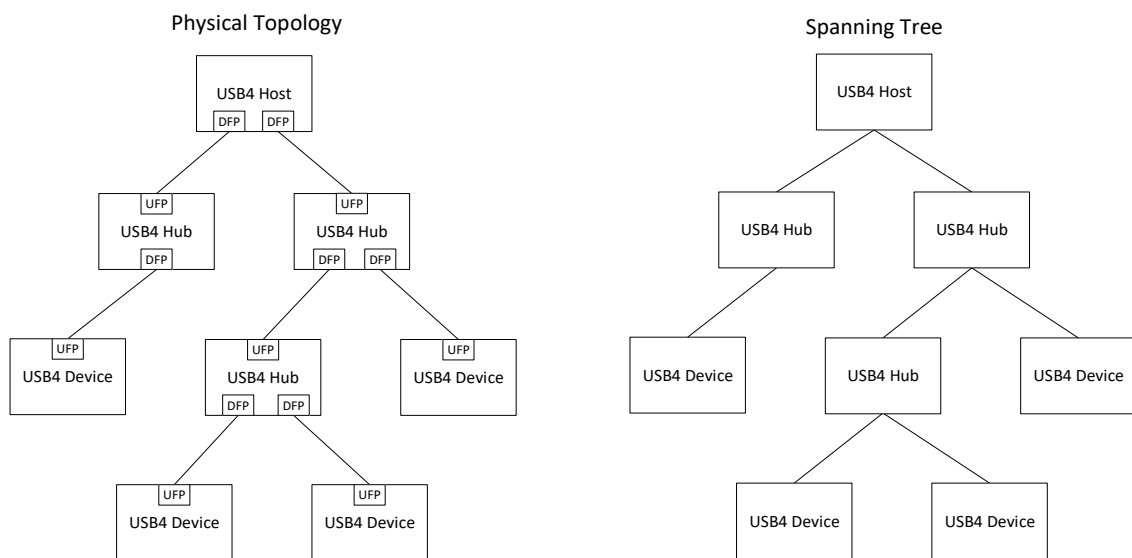 Physical Topology
USB4 Host
DFP DFP
UFP
USB4 Hub
DFP
UFP
USB4 Hub
DFP DFP
UFP
USB4 Device
UFP
USB4 Hub
DFP DFP
UFP
USB4 Device
UFP
USB4 Device
UFP
USB4 Device
Spanning Tree
USB4 Host
USB4 Hub
USB4 Hub
USB4 Device
USB4 Hub
USB4 Device
USB4 Device
USB4 Device